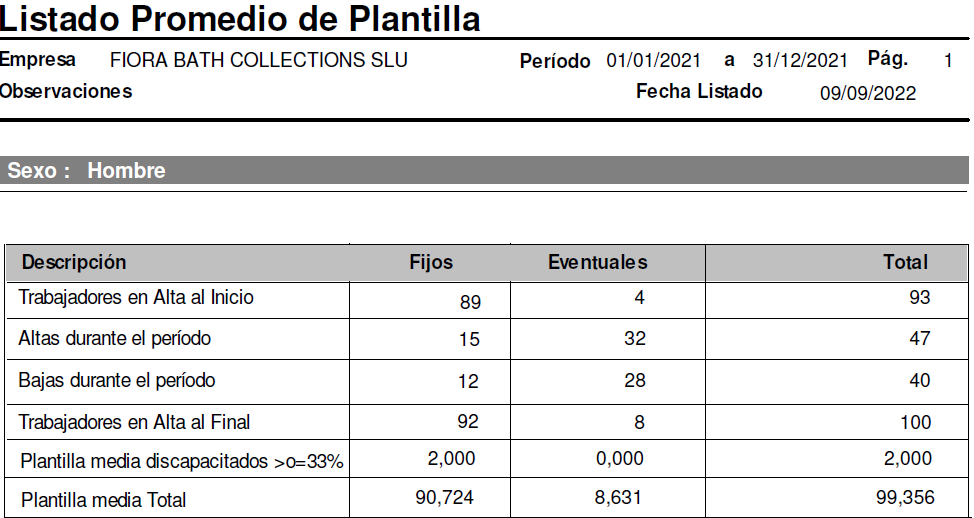 Listado Promedio de Plantilla
Empresa FIORA BATH COLLECTIONS SLU Período 01/01/2021 a 31/12/2021 Pág. 1
Observaciones Fecha Listado 09/09/2022
Sexo : Hombre
Descripción Fijos Eventuales Total
Trabajadores en Alta al Inicio 89 4 93
Altas durante el período 15 32 47
Bajas durante el período 12 28 40
Trabajadores en Alta al Final 92 8 100
Plantilla media discapacitados >o=33% 2,000 0,000 2,000
Plantilla media Total 90,724 8,631 99,356